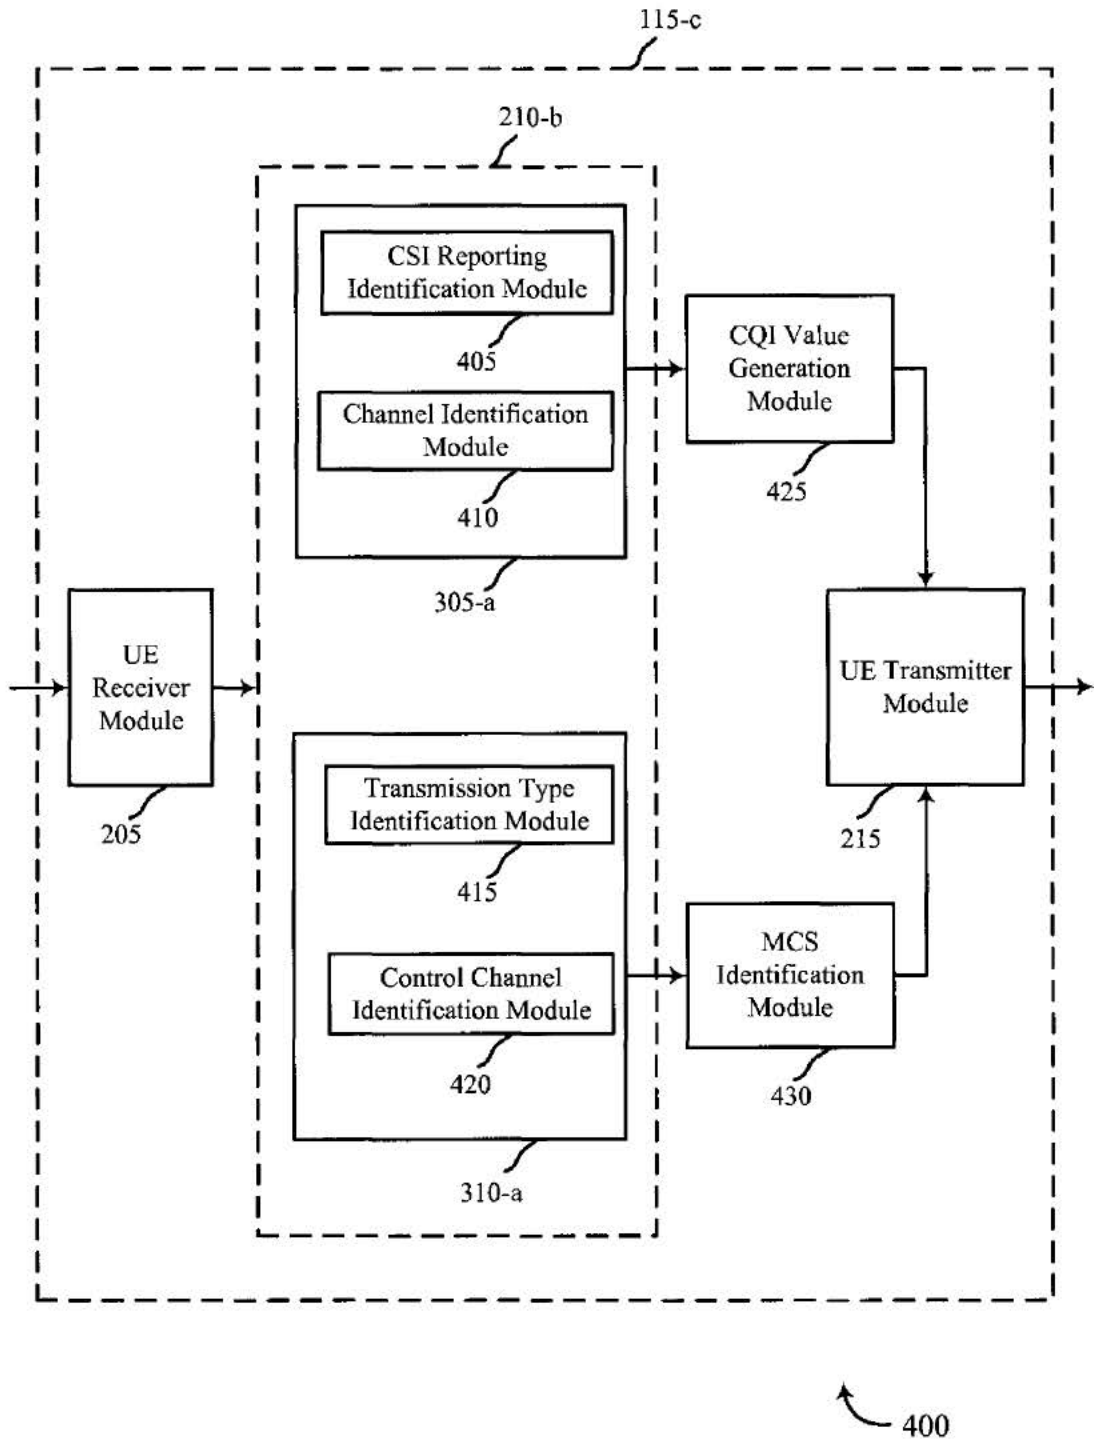 115-c
210-b
CSI Reporting
Identification Module
405
Channel Identification
Module
410
305-a
CQI Value
Generation
Module
425
UE
Receiver
Module
205
UE Transmitter
Module
215
Transmission Type
Identification Module
415
Control Channel
Identification Module
420
310-a
MCS
Identification
Module
430
400